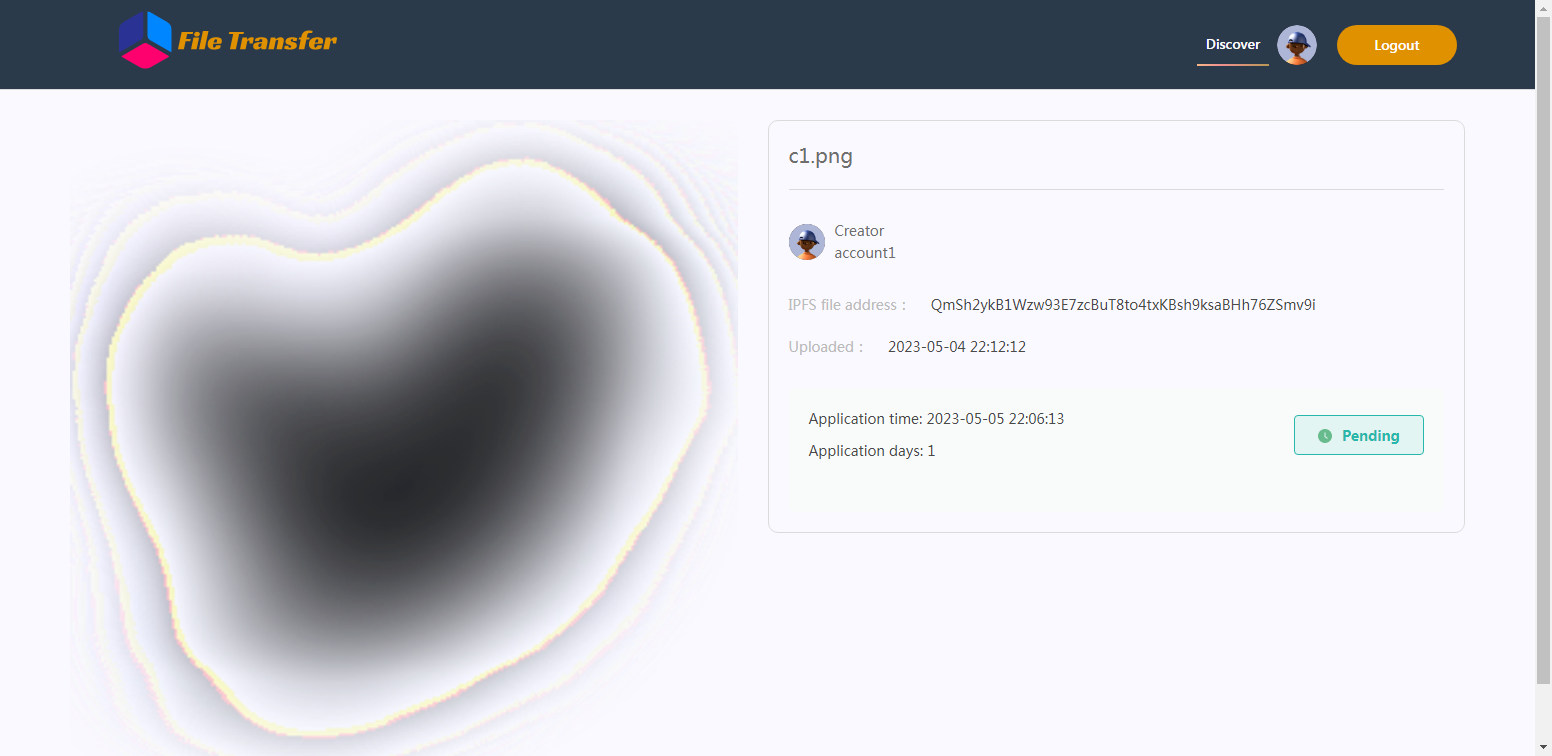 File Transfer
Discover
Logout
c1.png
Creator
account1
IPFS file address： QmSh2ykB1Wzw93E7zcBuT8to4txKBsh9ksaBHh76ZSmv9i
Uploaded： 2023-05-04 22:12:12
Application time: 2023-05-05 22:06:13
Pending
Application days: 1